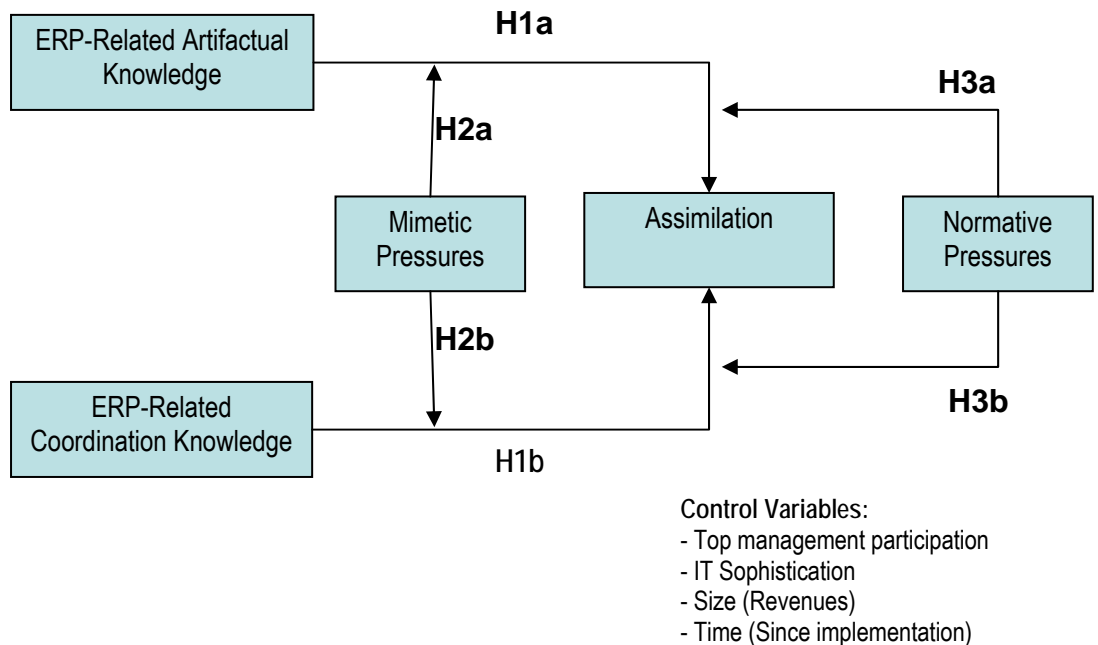 H1a
ERP-Related Artifactual
Knowledge
H3a
H2a
Mimetic
Pressures
Assimilation
Normative
Pressures
H2b
ERP-Related
Coordination Knowledge
H3b
H1b
Control Variables:
- Top management participation
- IT Sophistication
- Size (Revenues)
- Time (Since implementation)